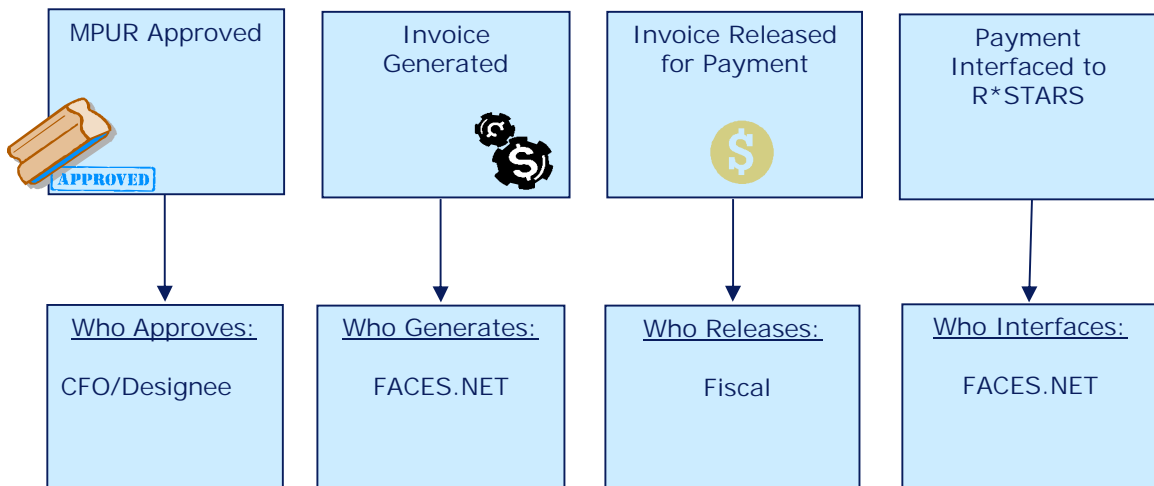 MPUR Approved
APPROVED
Invoice
Generated
$
Invoice Released
for Payment
$
Payment
Interfaced to
R*STARS
Who Approves:
CFO/Designee
Who Generates:
FACES.NET
Who Releases:
Fiscal
Who Interfaces:
FACES.NET